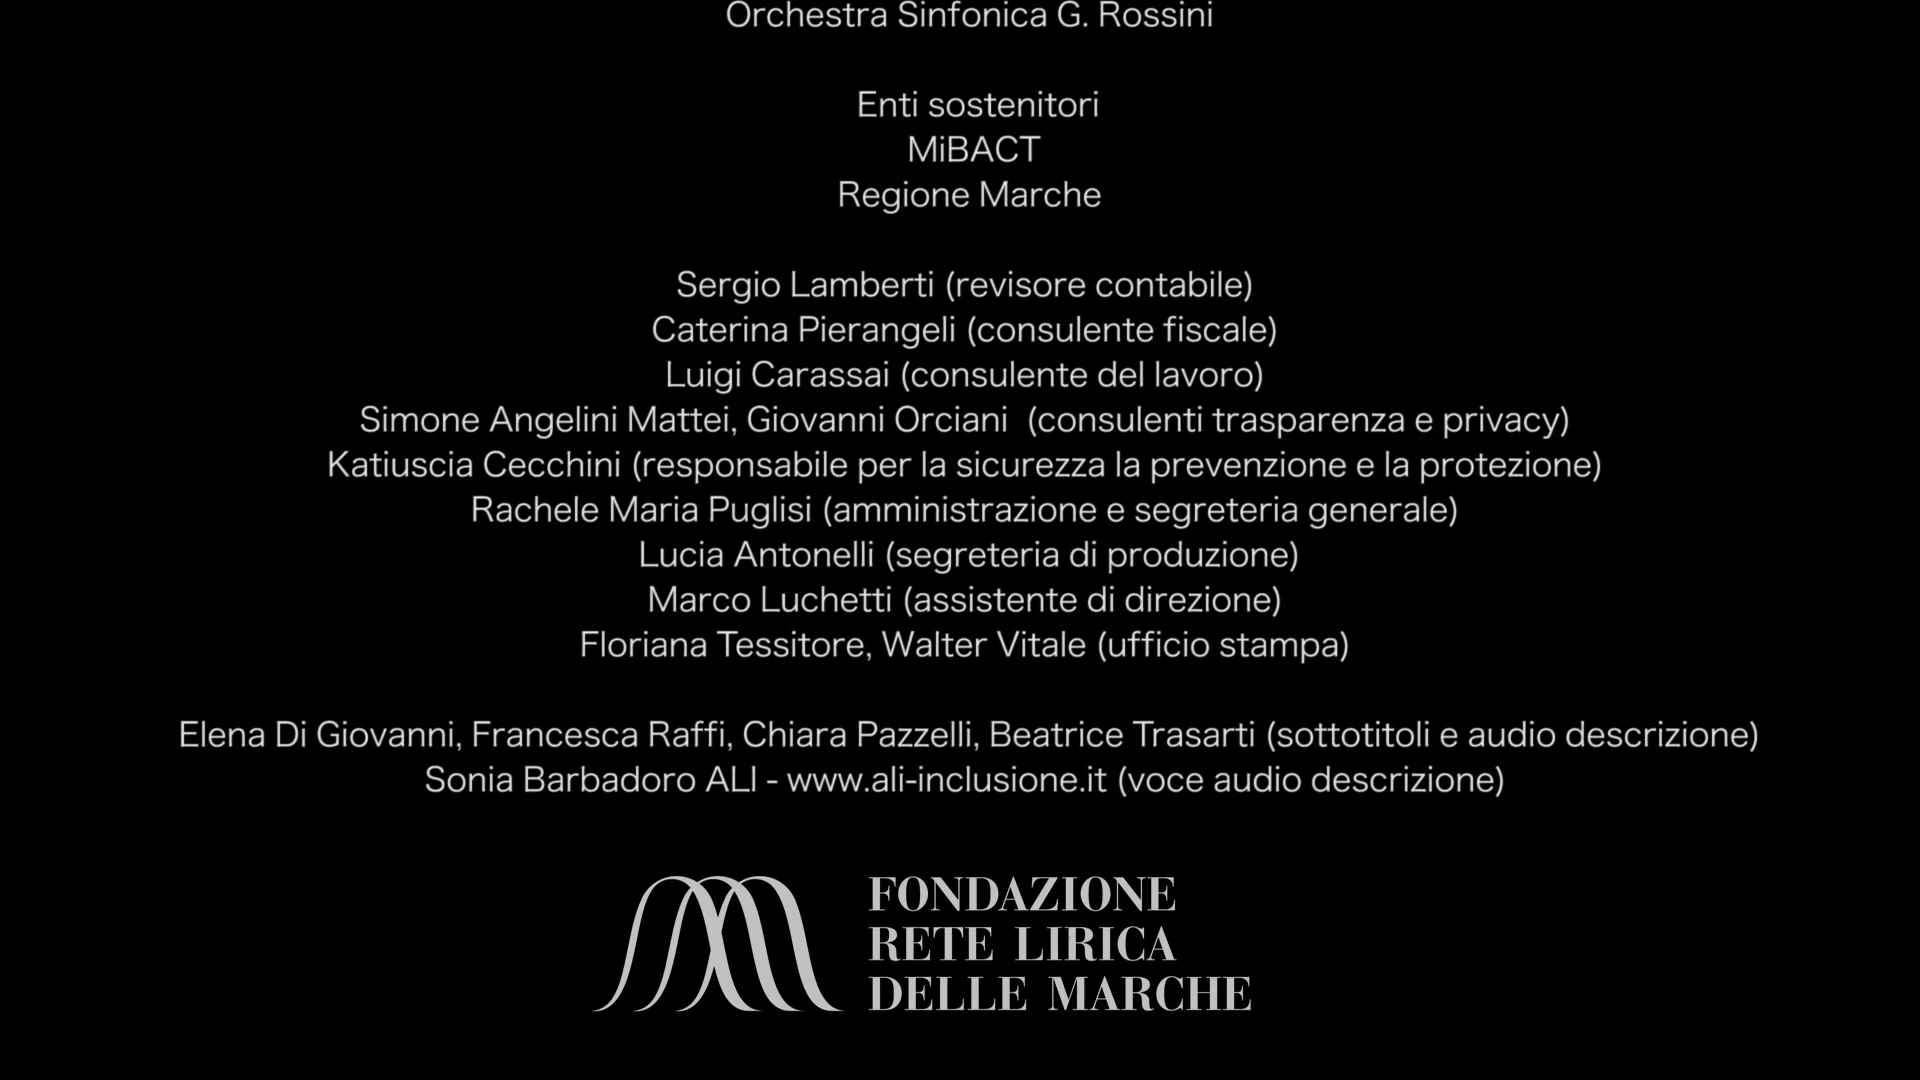 Orchestra Sinfonica G. Rossini
Enti sostenitori
MiBACT
Regione Marche
Sergio Lamberti (revisore contabile)
Caterina Pierangeli (consulente fiscale)
Luigi Carassai (consulente del lavoro)
Simone Angelini Mattei, Giovanni Orciani  (consulenti trasparenza e privacy)
Katiuscia Cecchini (responsabile per la sicurezza la prevenzione e la protezione)
Rachele Maria Puglisi (amministrazione e segreteria generale)
Lucia Antonelli (segreteria di produzione)
Marco Luchetti (assistente di direzione)
Floriana Tessitore, Walter Vitale (ufficio stampa)
Elena Di Giovanni, Francesca Raffi, Chiara Pazzelli, Beatrice Trasarti (sottotitoli e audio descrizione)
Sonia Barbadoro ALI - www.ali-inclusione.it (voce audio descrizione)
FONDAZIONE
RETE LIRICA
DELLE MARCHE